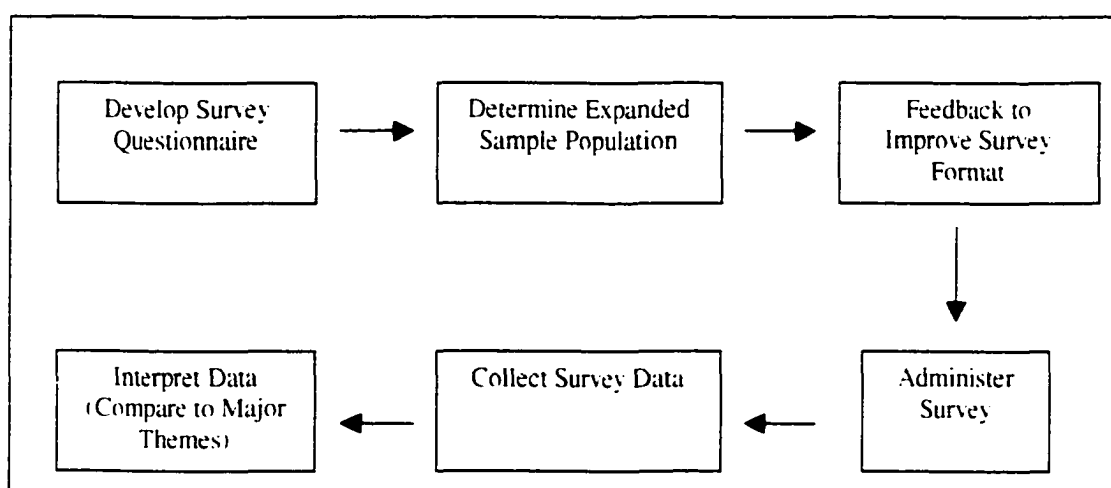 Develop Survey
Questionnaire
Determine Expanded
Sample Population
Feedback to
Improve Survey
Format
Administer
Survey
Collect Survey Data
Interpret Data
(Compare to Major
Themes)